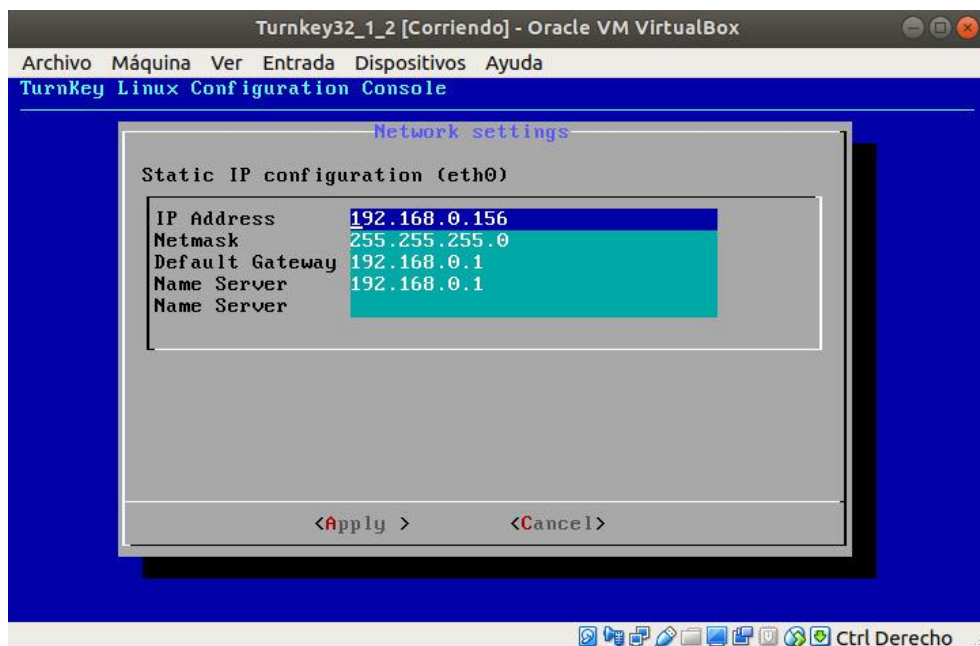 Turnkey32_1_2 [Corriendo] - Oracle VM VirtualBox
Archivo Máquina Ver Entrada Dispositivos Ayuda
TurnKey Linux Configuration Console
Network settings
Static IP configuration (eth0)
IP Address 192.168.0.156
Netmask 255.255.255.0
Default Gateway 192.168.0.1
Name Server 192.168.0.1
Name Server
<Apply > <Cancel>
Ctrl Derecho